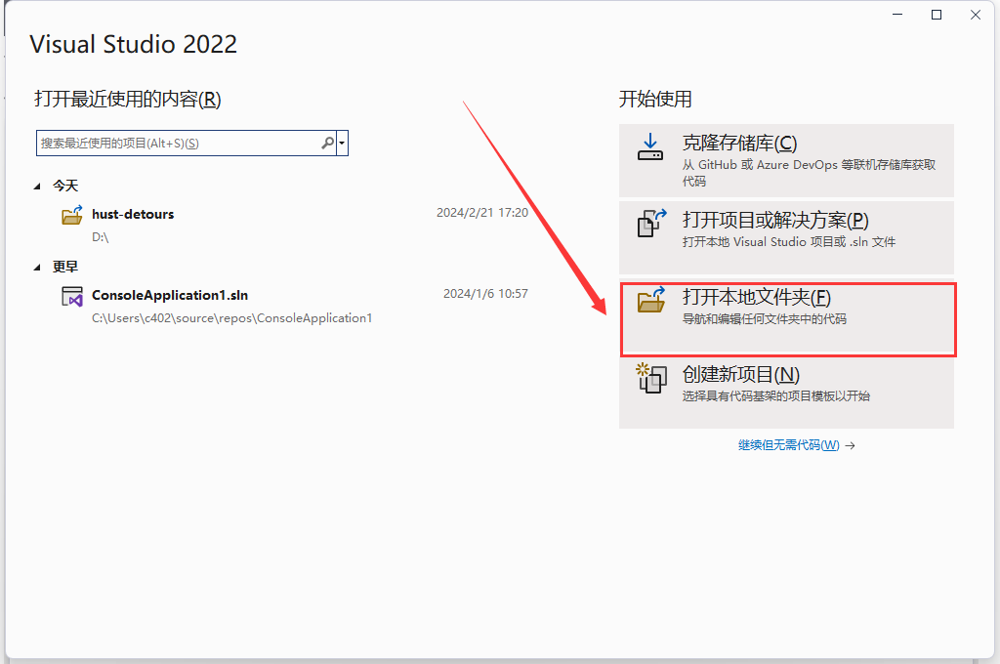 Visual Studio 2022
打开最近使用的内容(R)
搜索最近使用的项目(Alt+S)(S)
今天
hust-detours
2024/2/21 17:20
D:\
更早
ConsoleApplication1.sln
2024/1/6 10:57
C:\Users\c402\source\repos\ConsoleApplication1
开始使用
克隆存储库(C)
从 GitHub 或 Azure DevOps 等联机存储库获取
代码
打开项目或解决方案(P)
打开本地 Visual Studio 项目或 .sln 文件
打开本地文件夹(F)
导航和编辑任何文件夹中的代码
创建新项目(N)
选择具有代码基架的项目模板以开始
继续但无需代码(W) →